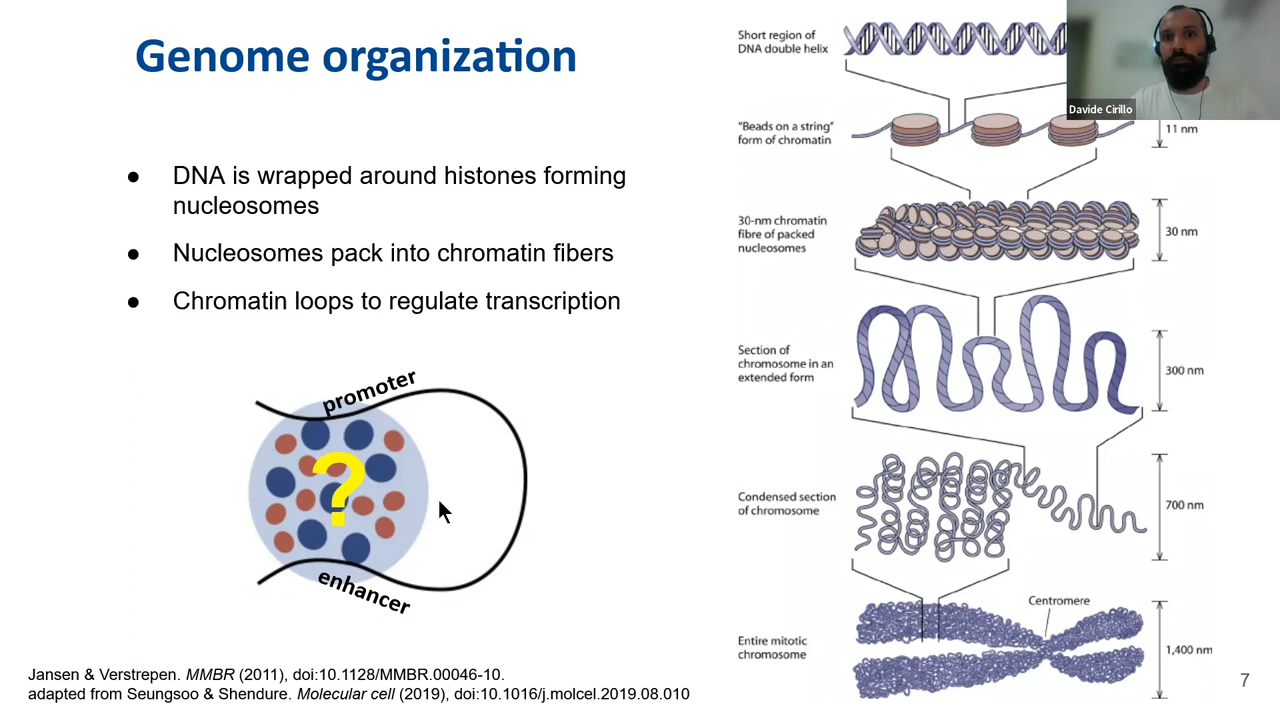 Genome organization
● DNA is wrapped around histones forming
nucleosomes
● Nucleosomes pack into chromatin fibers
● Chromatin loops to regulate transcription
promoter
?
enhancer
Jansen & Verstrepen. MMBR (2011), doi:10.1128/MMBR.00046-10.
adapted from Seungsoo & Shendure. Molecular cell (2019), doi:10.1016/j.molcel.2019.08.010
Short region of
DNA double helix
Davide Cirillo
"Beads on a string"
form of chromatin
11 nm
30-nm chromatin
fibre of packed
nucleosomes
30 nm
Section of
chromosome in an
extended form
300 nm
Condensed section
of chromosome
700 nm
Centromere
Entire mitotic
chromosome
1,400 nm
7